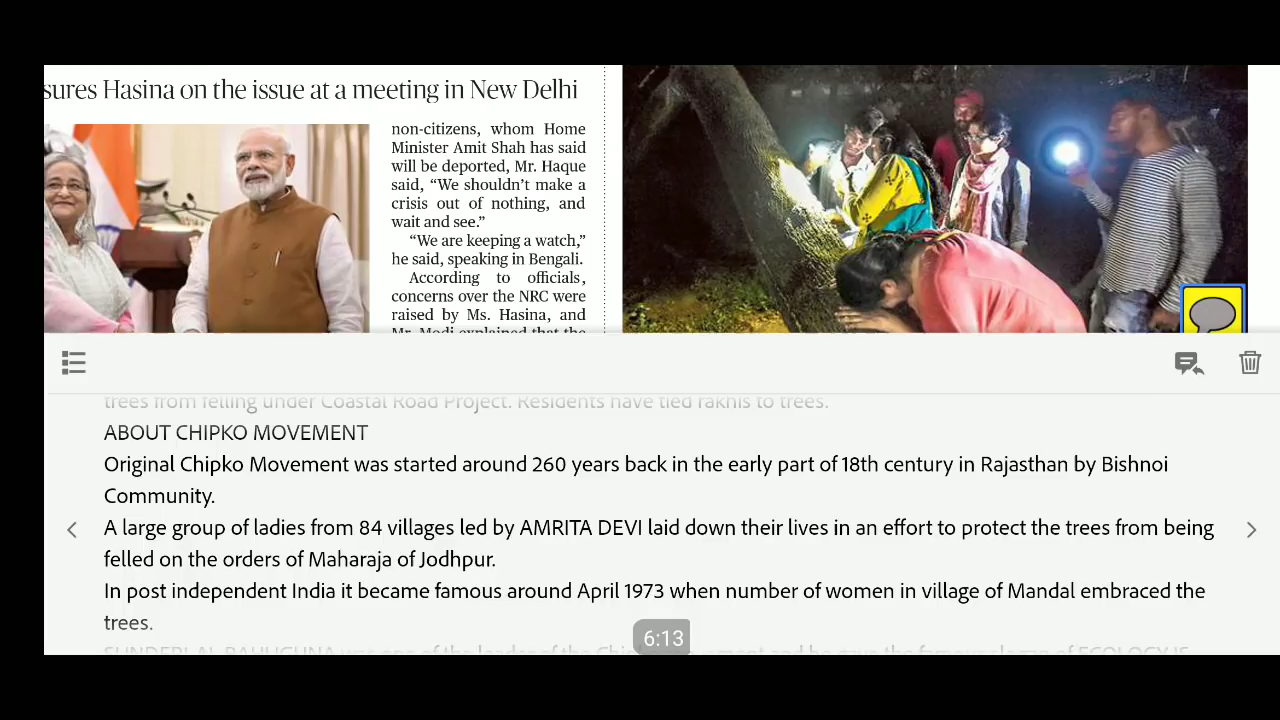 sures Hasina on the issue at a meeting in New Delhi
non-citizens, whom Home
Minister Amit Shah has said
will be deported, Mr. Haque
said, “We shouldn’t make a
crisis out of nothing, and
wait and see.”
“We are keeping a watch,”
he said, speaking in Bengali.
According to officials,
concerns over the NRC were
raised by Ms. Hasina, and
Mr. Modi explained that the
trees from felling under Coastal Road Project. Residents have tied rakhis to trees.
ABOUT CHIPKO MOVEMENT
Original Chipko Movement was started around 260 years back in the early part of 18th century in Rajasthan by Bishnoi
Community.
A large group of ladies from 84 villages led by AMRITA DEVI laid down their lives in an effort to protect the trees from being
felled on the orders of Maharaja of Jodhpur.
In post independent India it became famous around April 1973 when number of women in village of Mandal embraced the
trees.
6:13